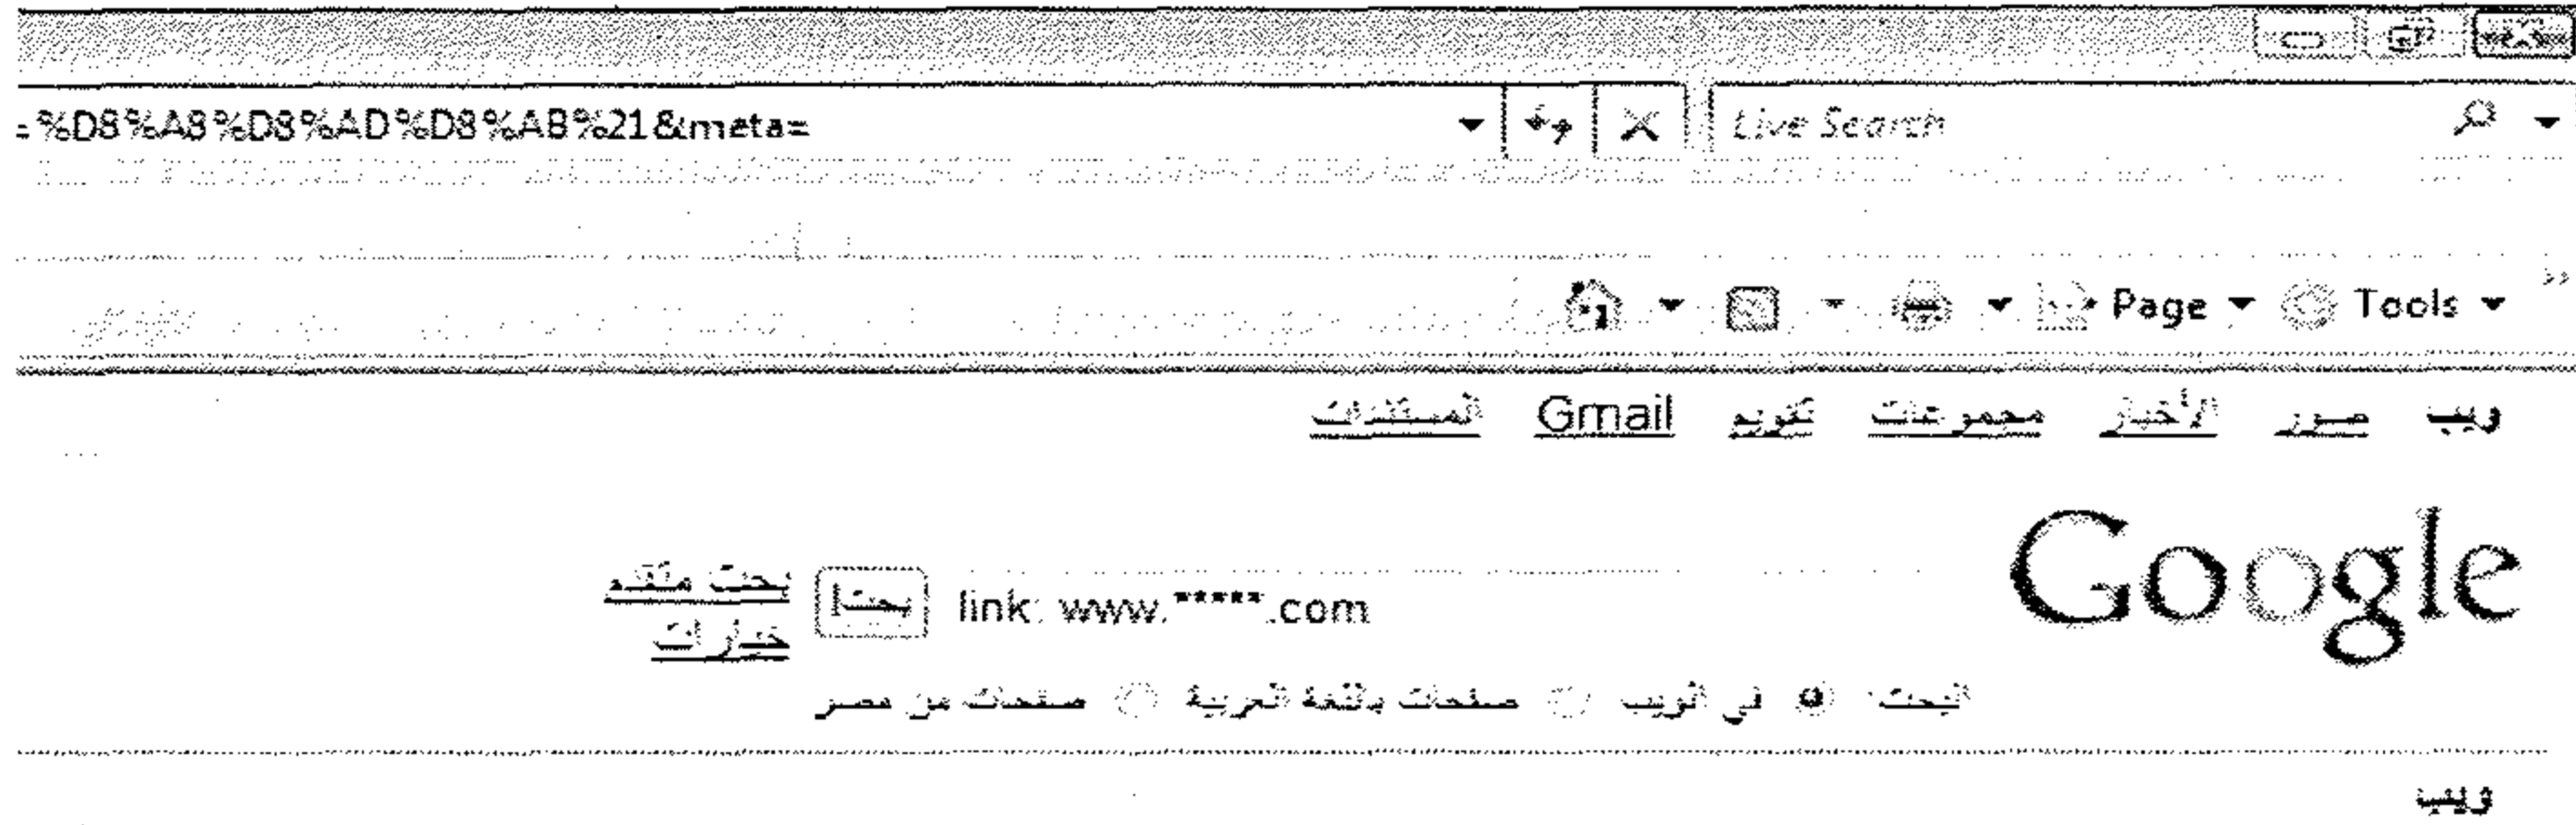 =%D8%A8%D8%AD%D8%AB%21&meta=
Live Search
Page Tools
ويب صور الأخبار مجموعات تقويم Gmail المستندات
Google
link: www.*****.com بحث! بحث متقدم
خيارات
البحث: في الويب صفحات باللغة العربية صفحات من مصر
ويب